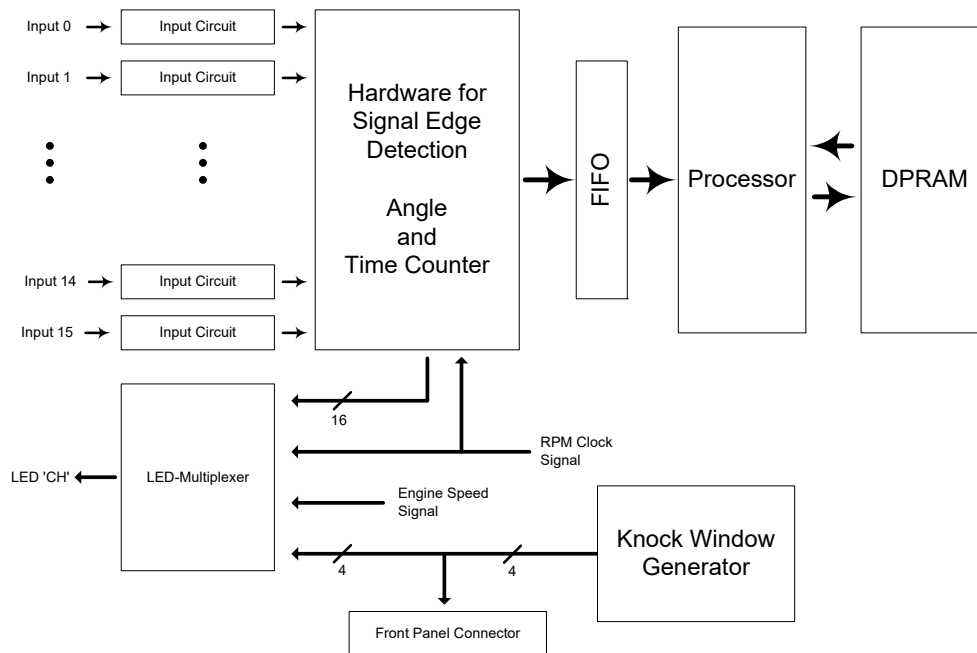 Input 0
Input Circuit
Input 1
Input Circuit
Hardware for
Signal Edge
Detection
Angle
and
Time Counter
FIFO
Processor
DPRAM
Input 14
Input Circuit
Input 15
Input Circuit
16
LED 'CH'
LED-Multiplexer
RPM Clock
Signal
Engine Speed
Signal
4
4
Knock Window
Generator
Front Panel Connector